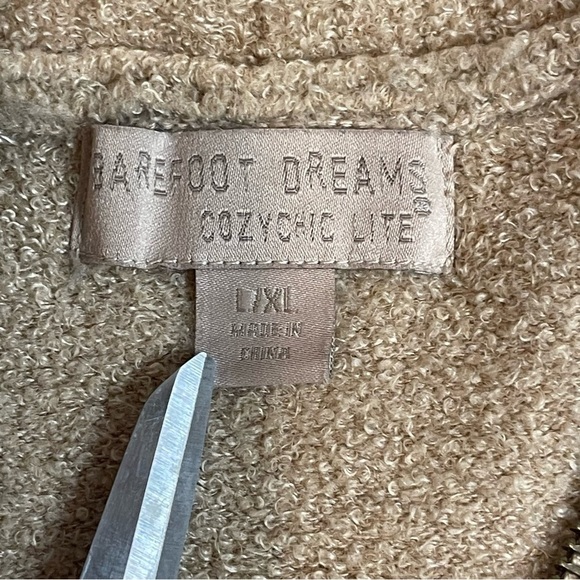 BAREFOOT DREAMS
COZYCHIC LITE®
L/XL
MADE IN
CHINA